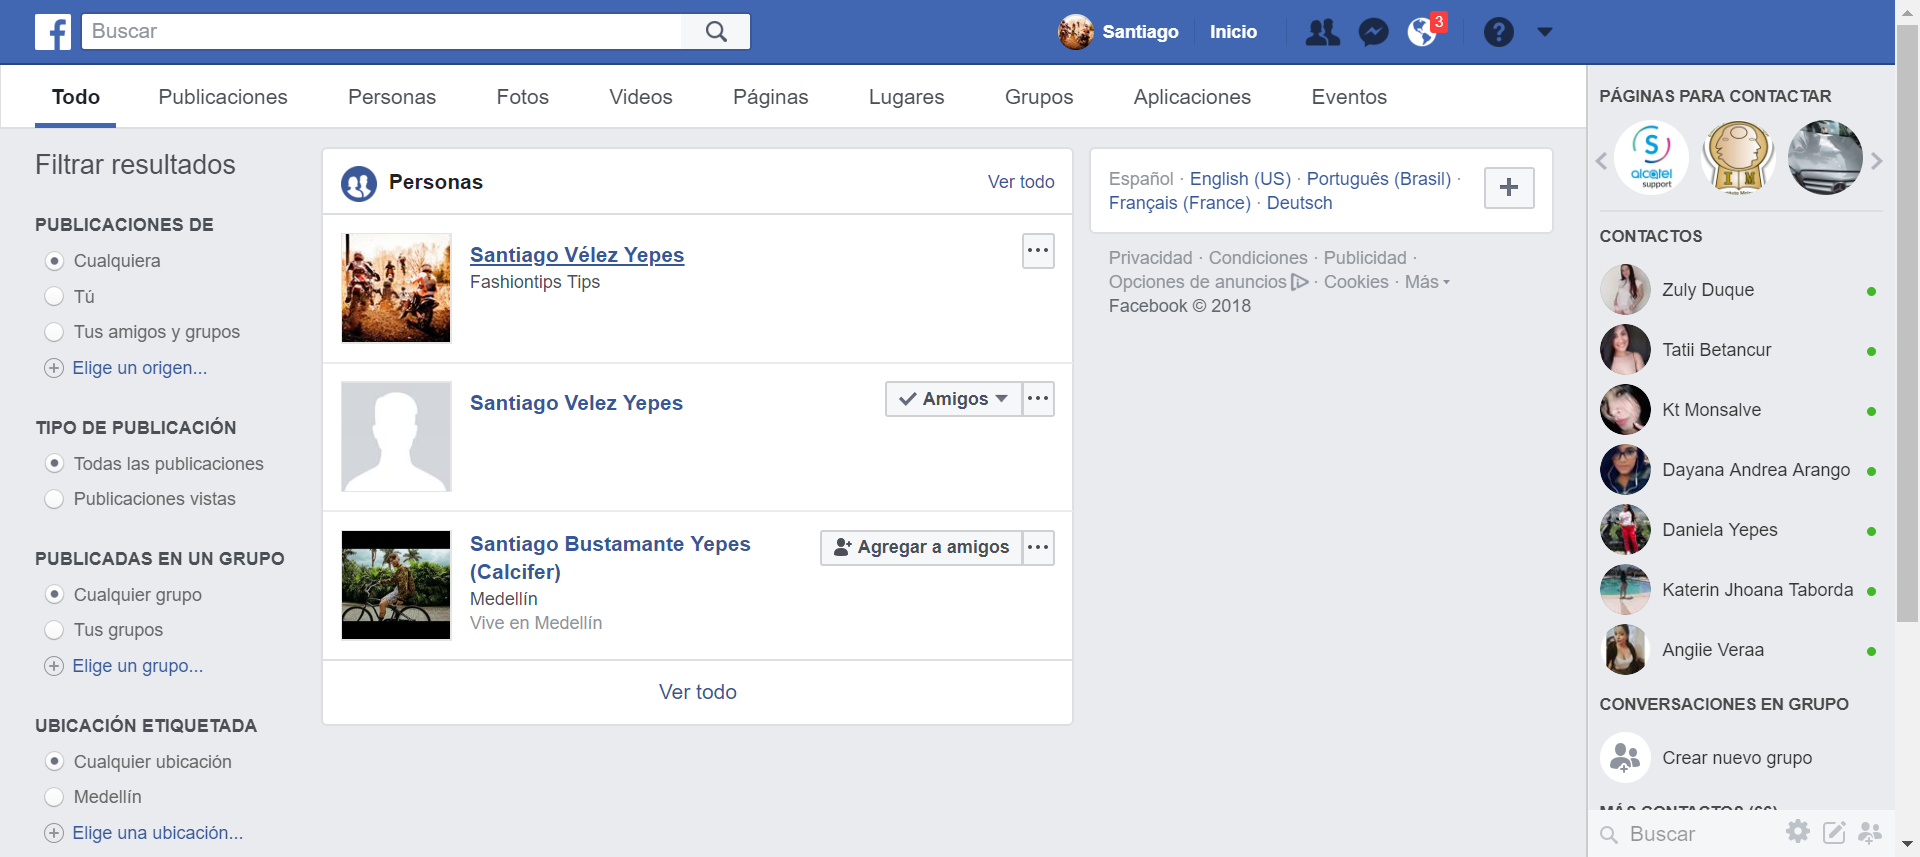 Buscar
Santiago
Inicio
3
Todo
Publicaciones
Personas
Fotos
Videos
Páginas
Lugares
Grupos
Aplicaciones
Eventos
Filtrar resultados
PUBLICACIONES DE
Cualquiera
Tú
Tus amigos y grupos
Elige un origen...
TIPO DE PUBLICACIÓN
Todas las publicaciones
Publicaciones vistas
PUBLICADAS EN UN GRUPO
Cualquier grupo
Tus grupos
Elige un grupo...
UBICACIÓN ETIQUETADA
Cualquier ubicación
Medellín
Elige una ubicación...
Personas
Ver todo
Santiago Vélez Yepes
Fashiontips Tips
Santiago Velez Yepes
Amigos
Santiago Bustamante Yepes
(Calcifer)
Agregar a amigos
Medellín
Vive en Medellín
Ver todo
Español · English (US) · Português (Brasil) ·
Français (France) · Deutsch
Privacidad · Condiciones · Publicidad ·
Opciones de anuncios · Cookies · Más
Facebook © 2018
PÁGINAS PARA CONTACTAR
S
alcatel
support
I M
CONTACTOS
Zuly Duque
Tatii Betancur
Kt Monsalve
Dayana Andrea Arango
Daniela Yepes
Katerin Jhoana Taborda
Angiie Veraa
CONVERSACIONES EN GRUPO
Crear nuevo grupo
MÁS CONTACTOS (66)
Buscar